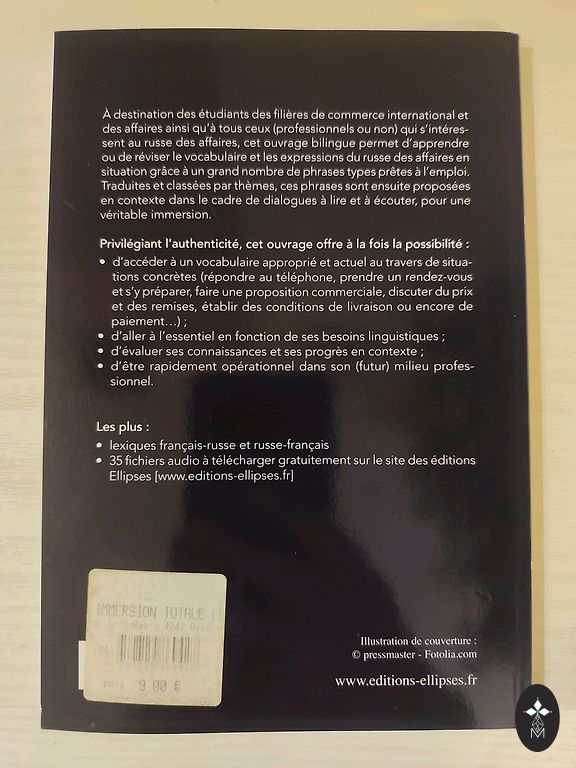 À destination des étudiants des filières de commerce international et
des affaires ainsi qu'à tous ceux (professionnels ou non) qui s'intéres-
sent au russe des affaires, cet ouvrage bilingue permet d'apprendre
ou de réviser le vocabulaire et les expressions du russe des affaires en
situation grâce à un grand nombre de phrases types prêtes à l'emploi.
Traduites et classées par thèmes, ces phrases sont ensuite proposées
en contexte dans le cadre de dialogues à lire et à écouter, pour une
véritable immersion.
Privilégiant l'authenticité, cet ouvrage offre à la fois la possibilité :
• d'accéder à un vocabulaire approprié et actuel au travers de situa-
tions concrètes (répondre au téléphone, prendre un rendez-vous
et s'y préparer, faire une proposition commerciale, discuter du prix
et des remises, établir des conditions de livraison ou encore de
paiement...) ;
• d'aller à l'essentiel en fonction de ses besoins linguistiques ;
• d'évaluer ses connaissances et ses progrès en contexte ;
• d'être rapidement opérationnel dans son (futur) milieu profes-
sionnel.
Les plus :
• lexiques français-russe et russe-français
• 35 fichiers audio à télécharger gratuitement sur le site des éditions
Ellipses [www.editions-ellipses.fr]
IMMERSION TOTALE LE
4242
9.00 €
Illustration de couverture :
© pressmaster - Fotolia.com
www.editions-ellipses.fr